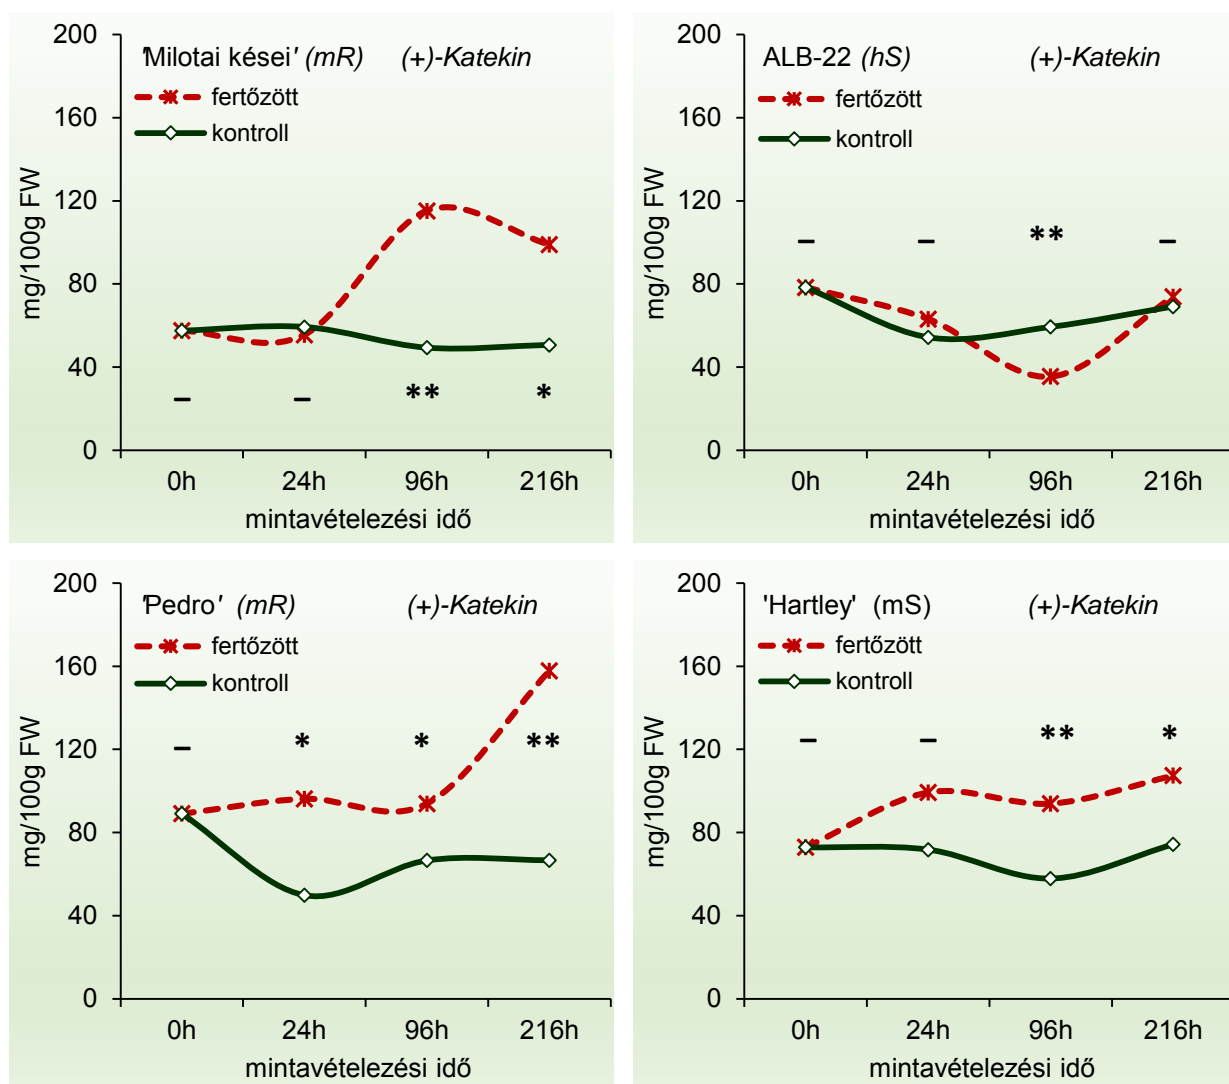 200
160
120
80
40
0
mg/100g FW
'Milotai kései' (mR) (+)-Katekin
fertőzött
kontroll
– – ** *
0h 24h 96h 216h
mintavételezési idő
200
160
120
80
40
0
mg/100g FW
ALB-22 (hS) (+)-Katekin
fertőzött
kontroll
– – ** –
0h 24h 96h 216h
mintavételezési idő
200
160
120
80
40
0
mg/100g FW
'Pedro' (mR) (+)-Katekin
fertőzött
kontroll
– * * **
0h 24h 96h 216h
mintavételezési idő
200
160
120
80
40
0
mg/100g FW
'Hartley' (mS) (+)-Katekin
fertőzött
kontroll
– – ** *
0h 24h 96h 216h
mintavételezési idő